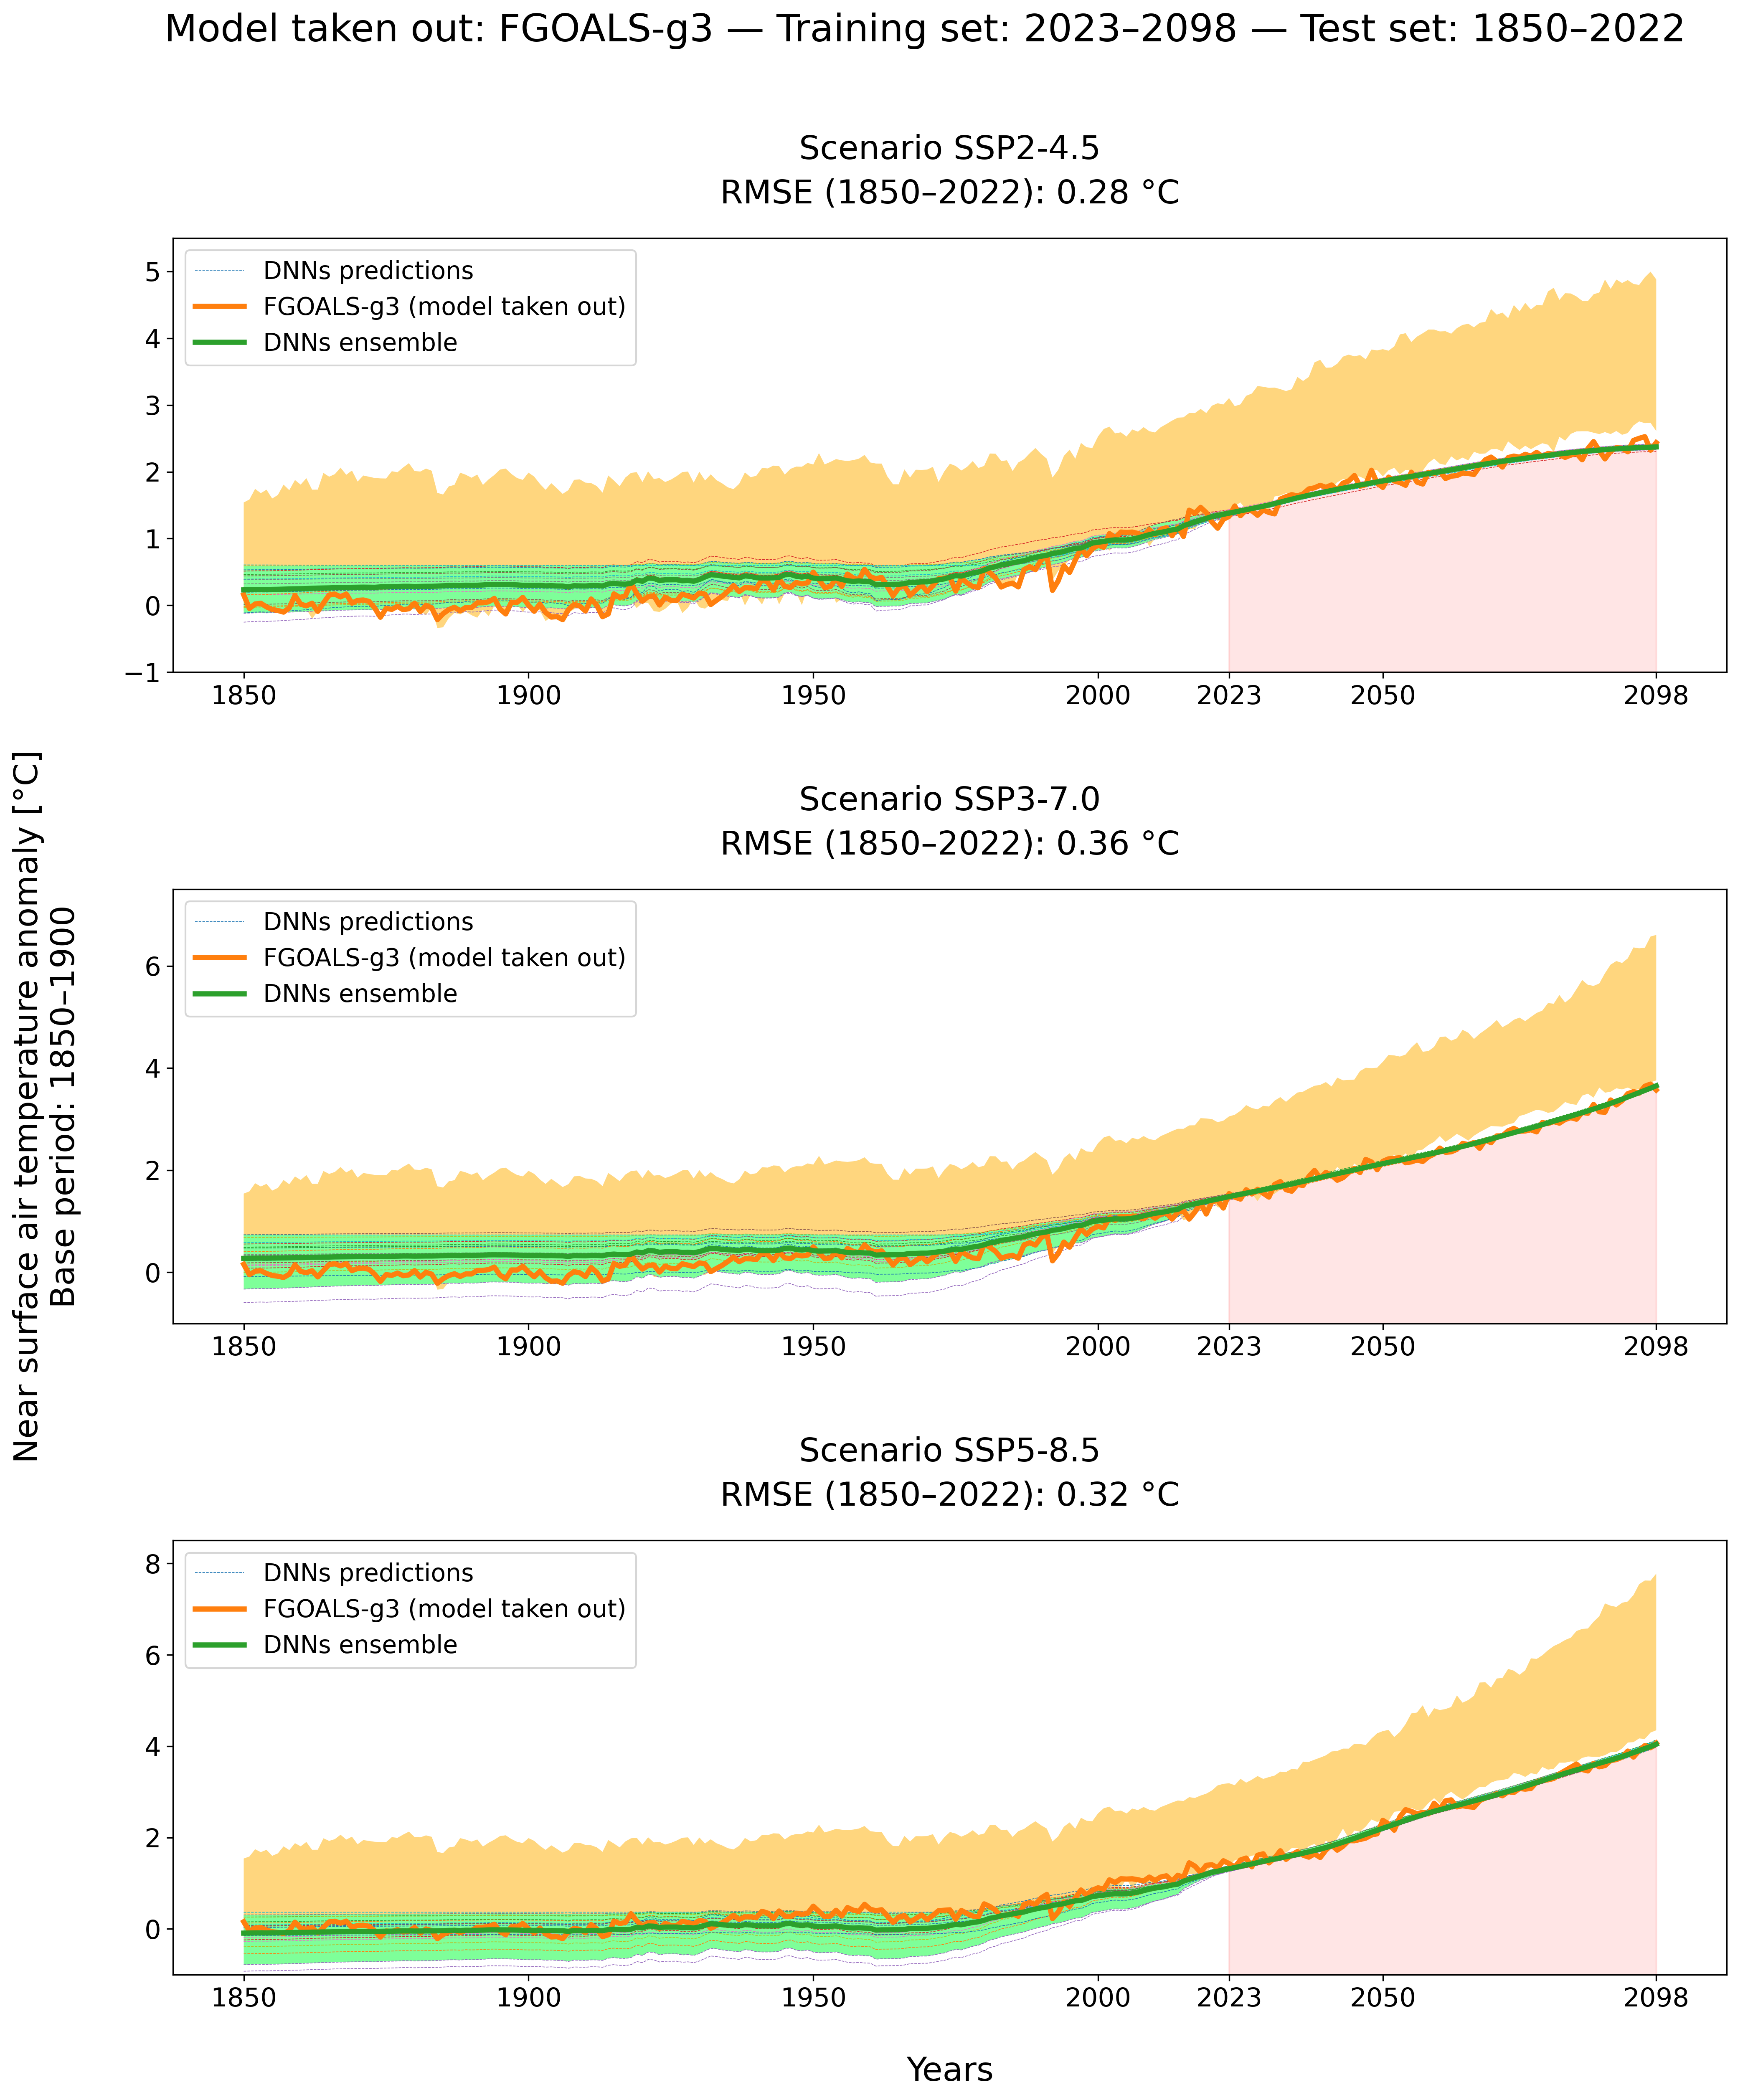 Model taken out: FGOALS-g3 — Training set: 2023–2098 — Test set: 1850–2022
Near surface air temperature anomaly [°C]
Base period: 1850–1900
Scenario SSP2-4.5
RMSE (1850–2022): 0.28 °C
DNNs predictions
FGOALS-g3 (model taken out)
DNNs ensemble
5
4
3
2
1
0
−1
1850 1900 1950 2000 2023 2050 2098
Scenario SSP3-7.0
RMSE (1850–2022): 0.36 °C
DNNs predictions
FGOALS-g3 (model taken out)
DNNs ensemble
6
4
2
0
1850 1900 1950 2000 2023 2050 2098
Scenario SSP5-8.5
RMSE (1850–2022): 0.32 °C
DNNs predictions
FGOALS-g3 (model taken out)
DNNs ensemble
8
6
4
2
0
1850 1900 1950 2000 2023 2050 2098
Years